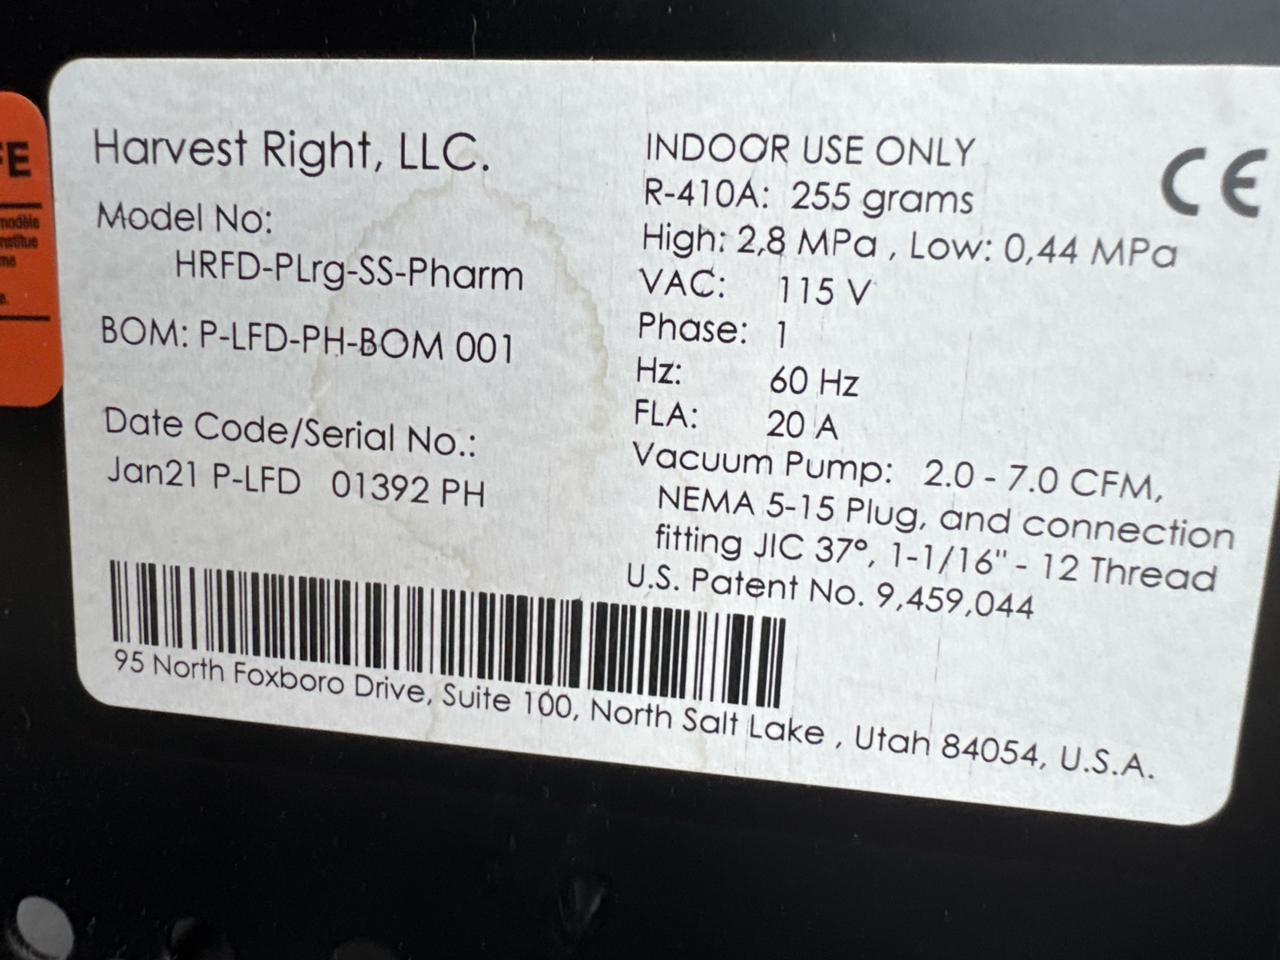 FE
modèle
nstitue
me
e.
Harvest Right, LLC.
Model No:
HRFD-PLrg-SS-Pharm
BOM: P-LFD-PH-BOM 001
Date Code/Serial No.:
Jan21 P-LFD 01392 PH
INDOOR USE ONLY
R-410A: 255 grams
High: 2,8 MPa , Low: 0,44 MPa
VAC: 115 V
Phase: 1
Hz: 60 Hz
FLA: 20 A
Vacuum Pump: 2.0 - 7.0 CFM,
NEMA 5-15 Plug, and connection
fitting JIC 37°, 1-1/16" - 12 Thread
U.S. Patent No. 9,459,044
CE
95 North Foxboro Drive, Suite 100, North Salt Lake , Utah 84054, U.S.A.